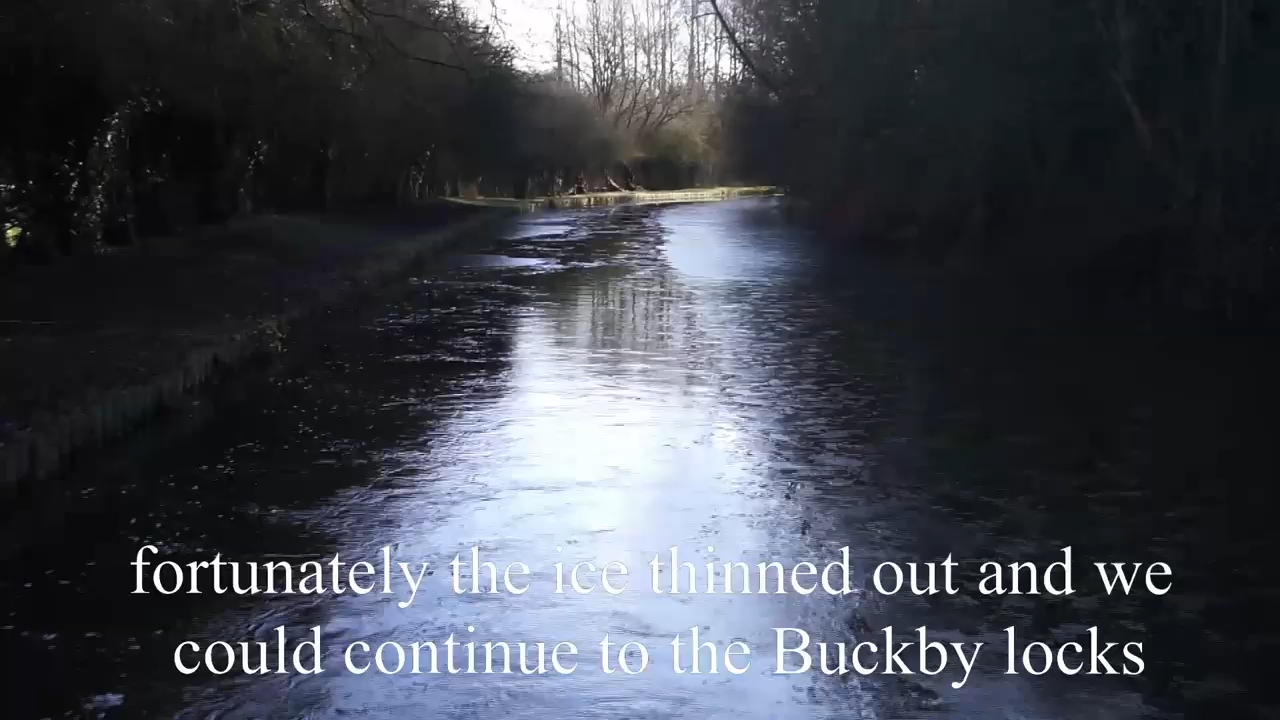 fortunately the ice thinned out and we
could continue to the Buckby locks